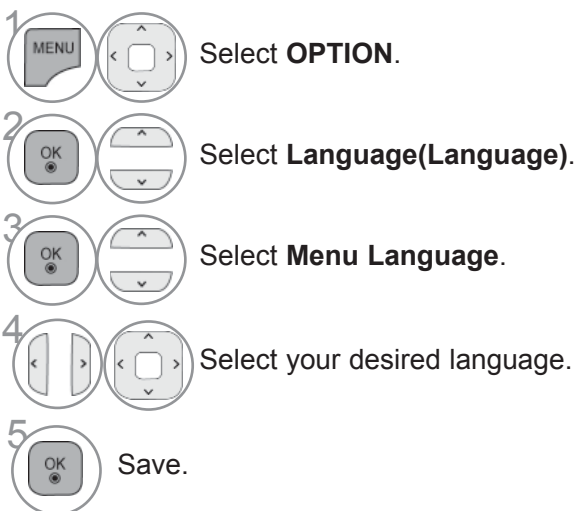 1 MENU Select OPTION.
2 OK Select Language(Language).
3 OK Select Menu Language.
4 Select your desired language.
5 OK Save.